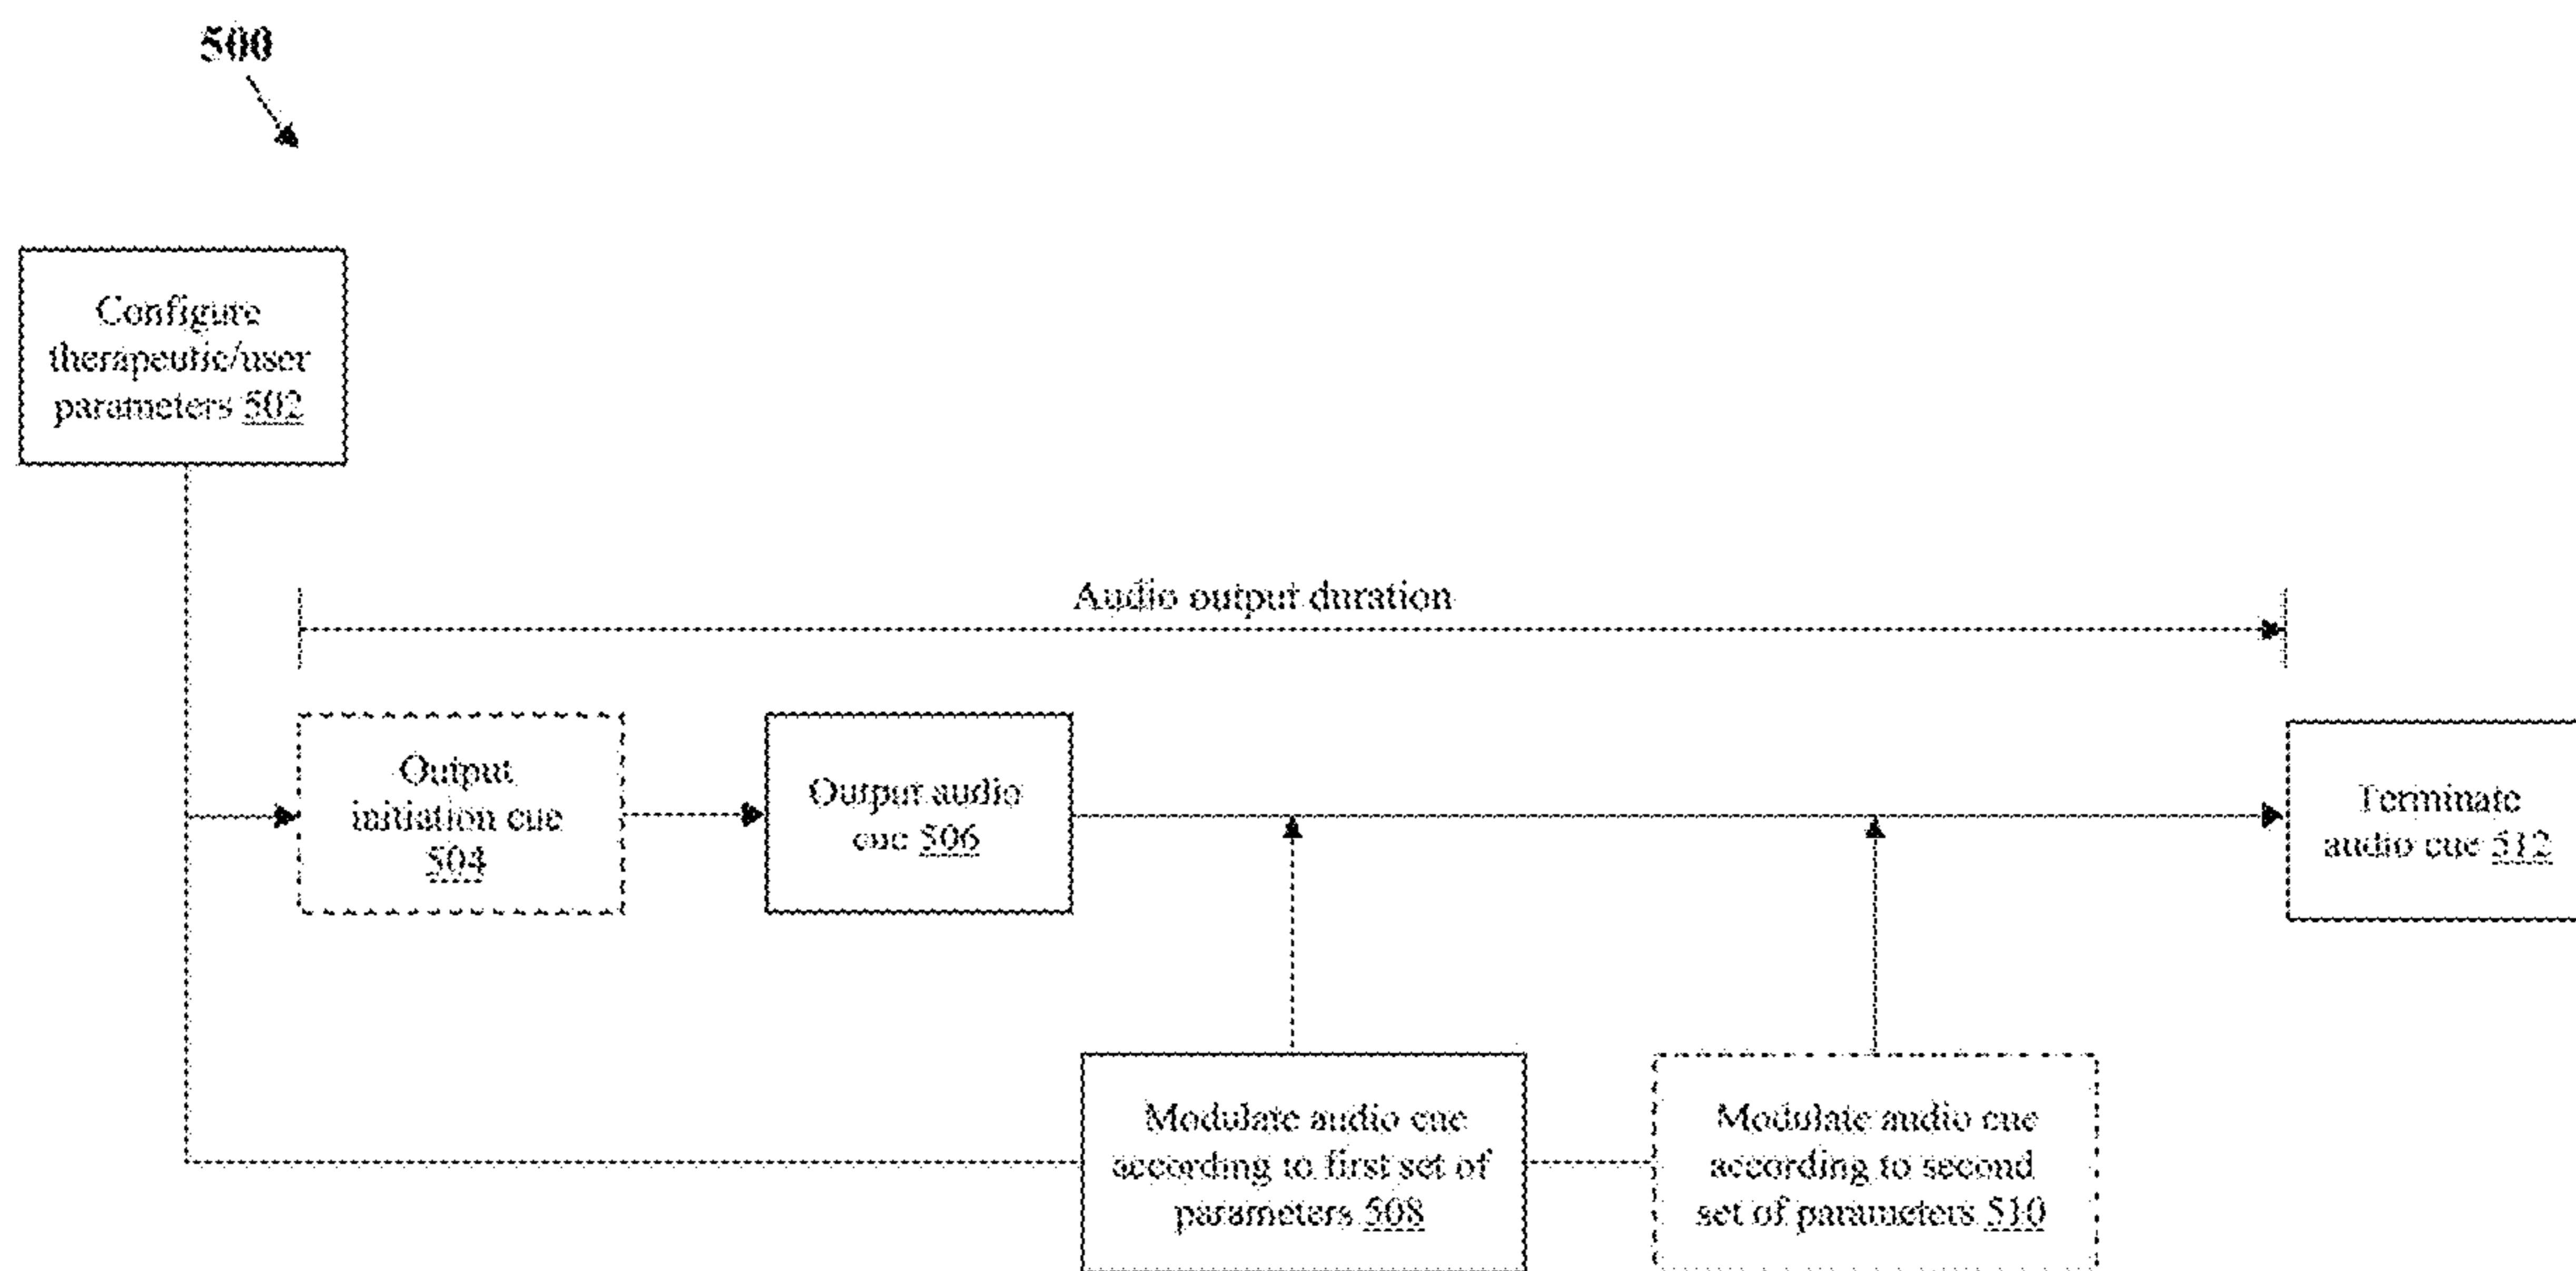 500
Configure
therapeutic/user
parameters 502
Audio output duration
Output
initiation cue
504
Output audio
cue 506
Terminate
audio cue 512
Modulate audio cue
according to first set of
parameters 508
Modulate audio cue
according to second
set of parameters 510